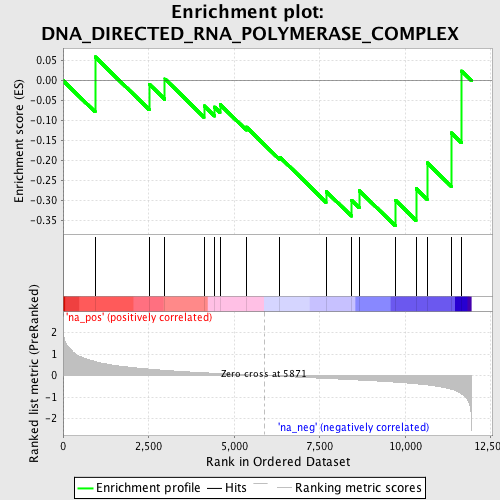 Enrichment plot:
DNA_DIRECTED_RNA_POLYMERASE_COMPLEX
Enrichment score (ES)
0.05
0.00
-0.05
-0.10
-0.15
-0.20
-0.25
-0.30
-0.35
'na_pos' (positively correlated)
Ranked list metric (PreRanked)
2
1
0
-1
-2
Zero cross at 5871
'na_neg' (negatively correlated)
0
2,500
5,000
7,500
10,000
12,500
Rank in Ordered Dataset
Enrichment profile
Hits
Ranking metric scores